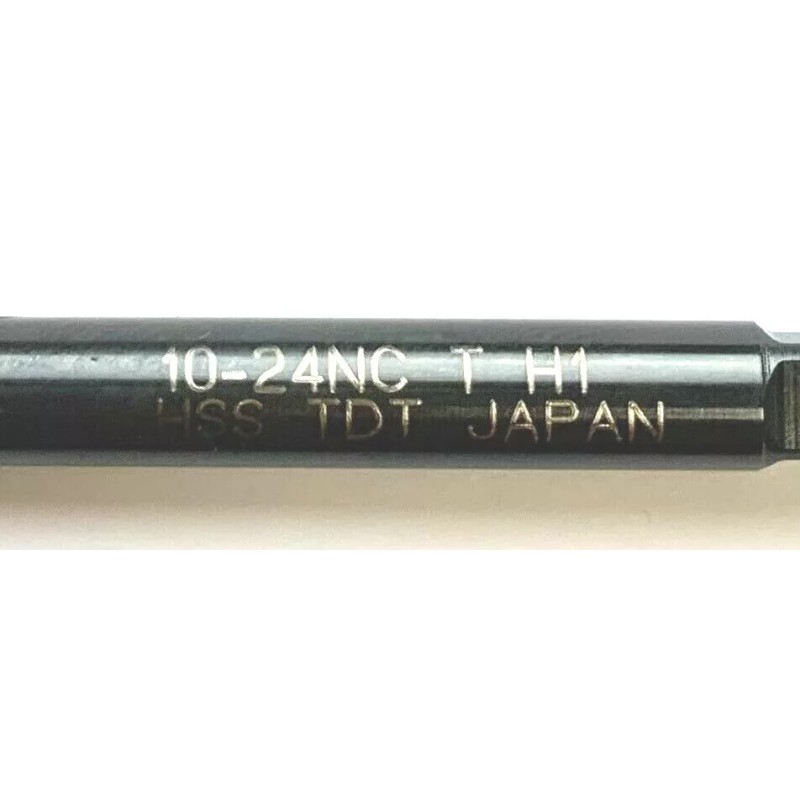 10-24NC T H1
HSS TDT JAPAN